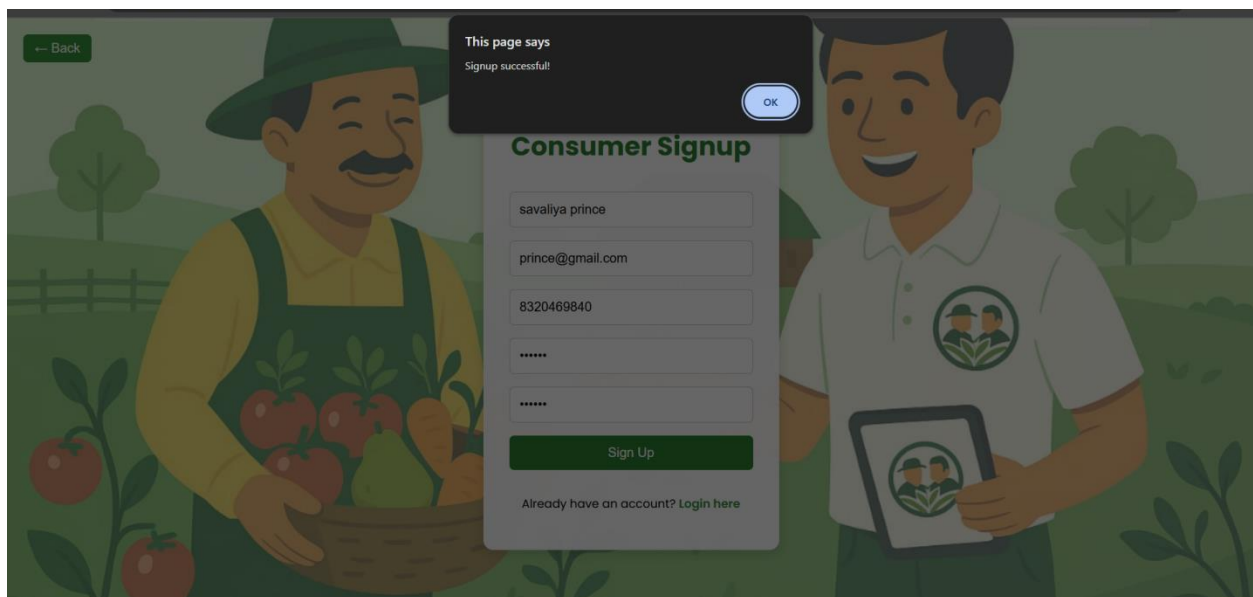 ← Back
This page says
Signup successful!
OK
Consumer Signup
savaliya prince
prince@gmail.com
8320469840
••••••
••••••
Sign Up
Already have an account? Login here